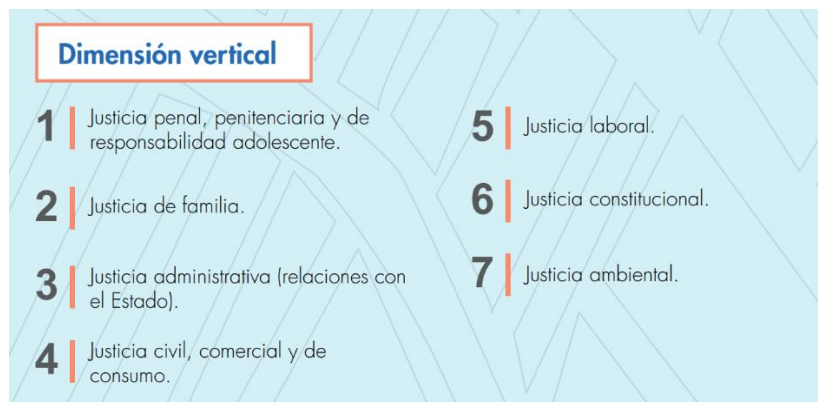 Dimensión vertical
1
Justicia penal, penitenciaria y de
responsabilidad adolescente.
2
Justicia de familia.
3
Justicia administrativa (relaciones con
el Estado).
4
Justicia civil, comercial y de
consumo.
5
Justicia laboral.
6
Justicia constitucional.
7
Justicia ambiental.